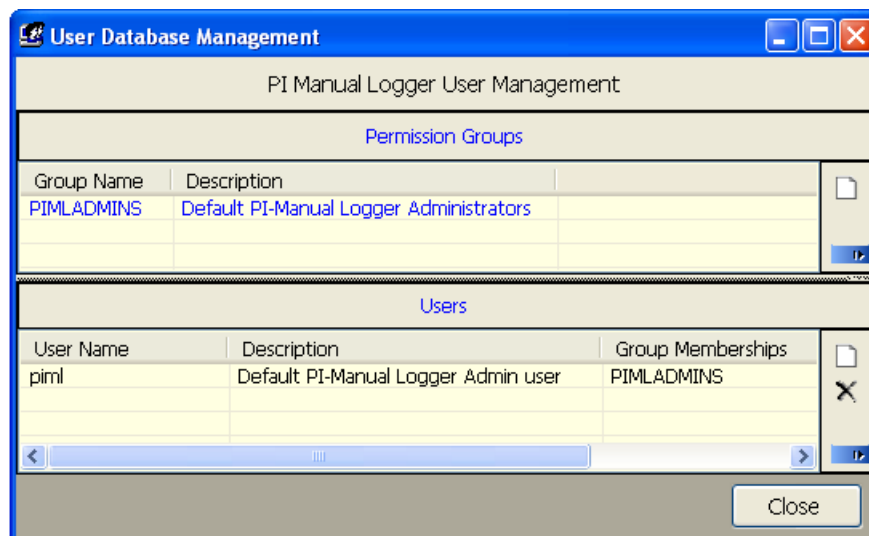 User Database Management
PI Manual Logger User Management
Permission Groups
Group Name Description
PIMLADMINS Default PI-Manual Logger Administrators
Users
User Name Description Group Memberships
piml Default PI-Manual Logger Admin user PIMLADMINS
Close